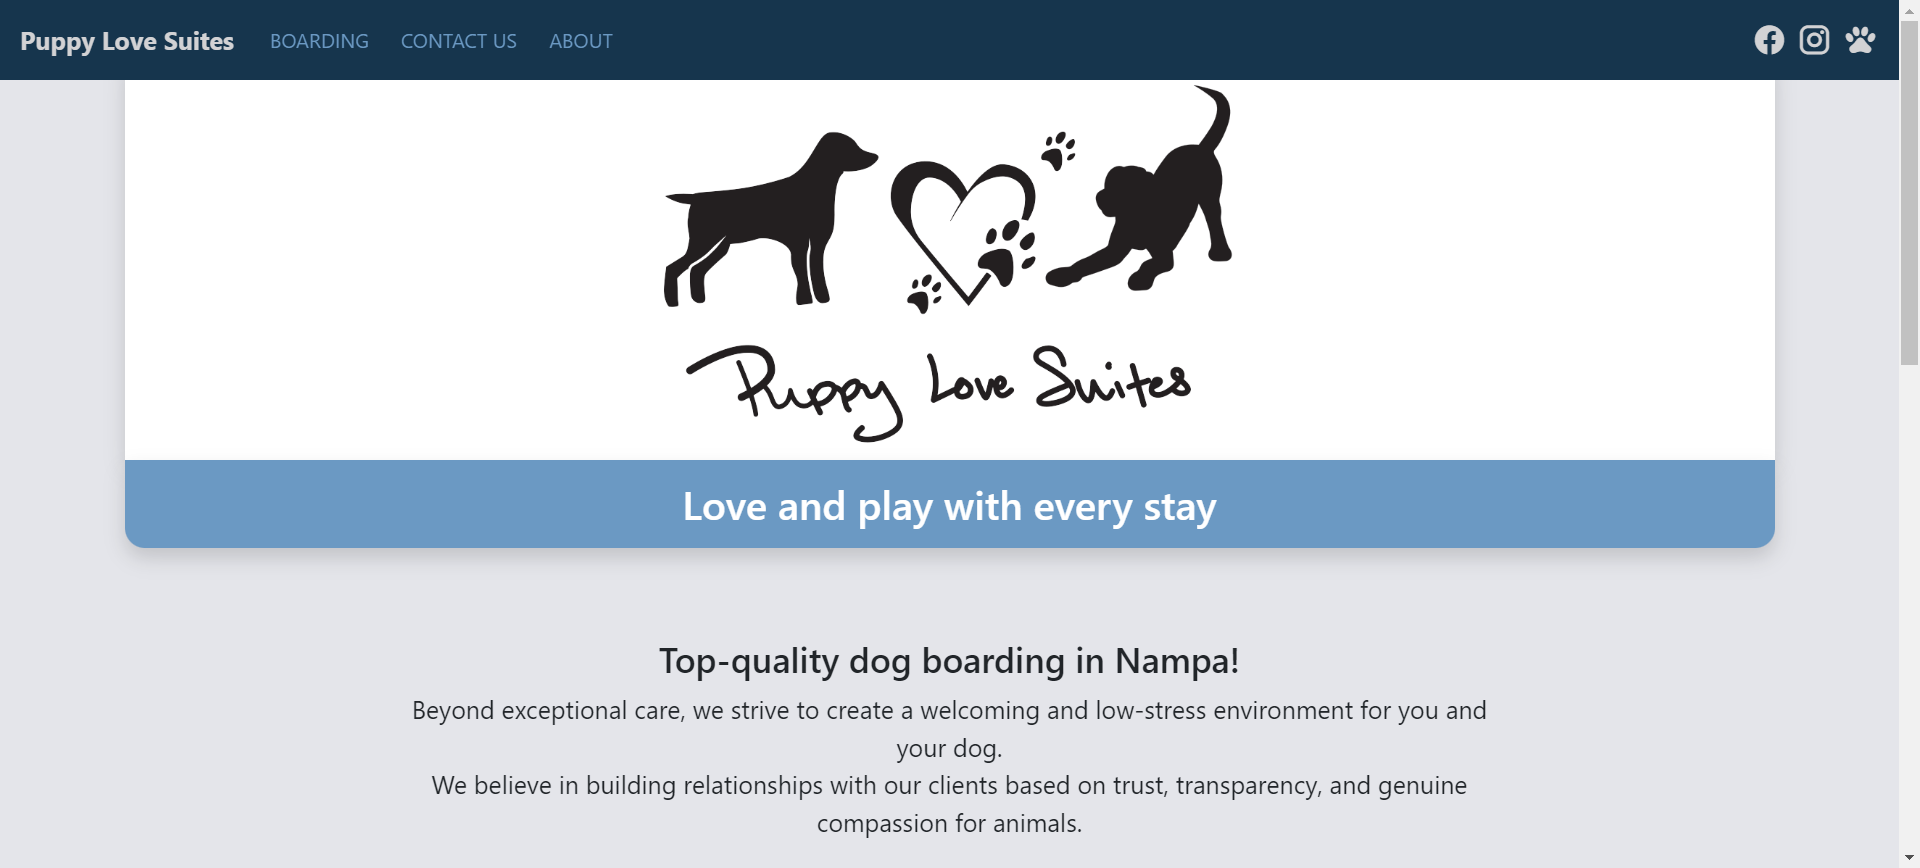 Puppy Love Suites BOARDING CONTACT US ABOUT
Puppy Love Suites
Love and play with every stay
Top-quality dog boarding in Nampa!
Beyond exceptional care, we strive to create a welcoming and low-stress environment for you and
your dog.
We believe in building relationships with our clients based on trust, transparency, and genuine
compassion for animals.